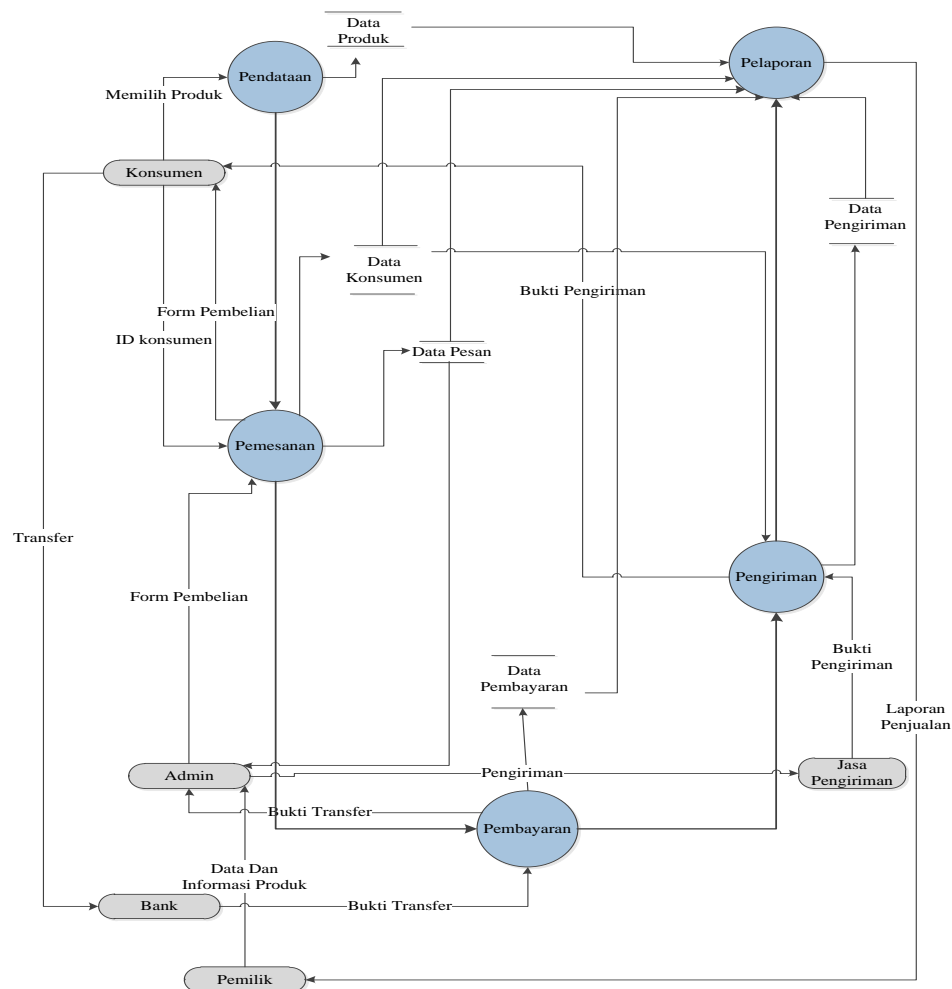 Data
Produk
Pendataan
Pelaporan
Memilih Produk
Konsumen
Data
Pengiriman
Data
Konsumen
Bukti Pengiriman
Form Pembelian
ID konsumen
Data Pesan
Pemesanan
Transfer
Pengiriman
Form Pembelian
Bukti
Pengiriman
Data
Pembayaran
Laporan
Penjualan
Admin
Pengiriman
Jasa
Pengiriman
Bukti Transfer
Pembayaran
Data Dan
Informasi Produk
Bank
Bukti Transfer
Pemilik